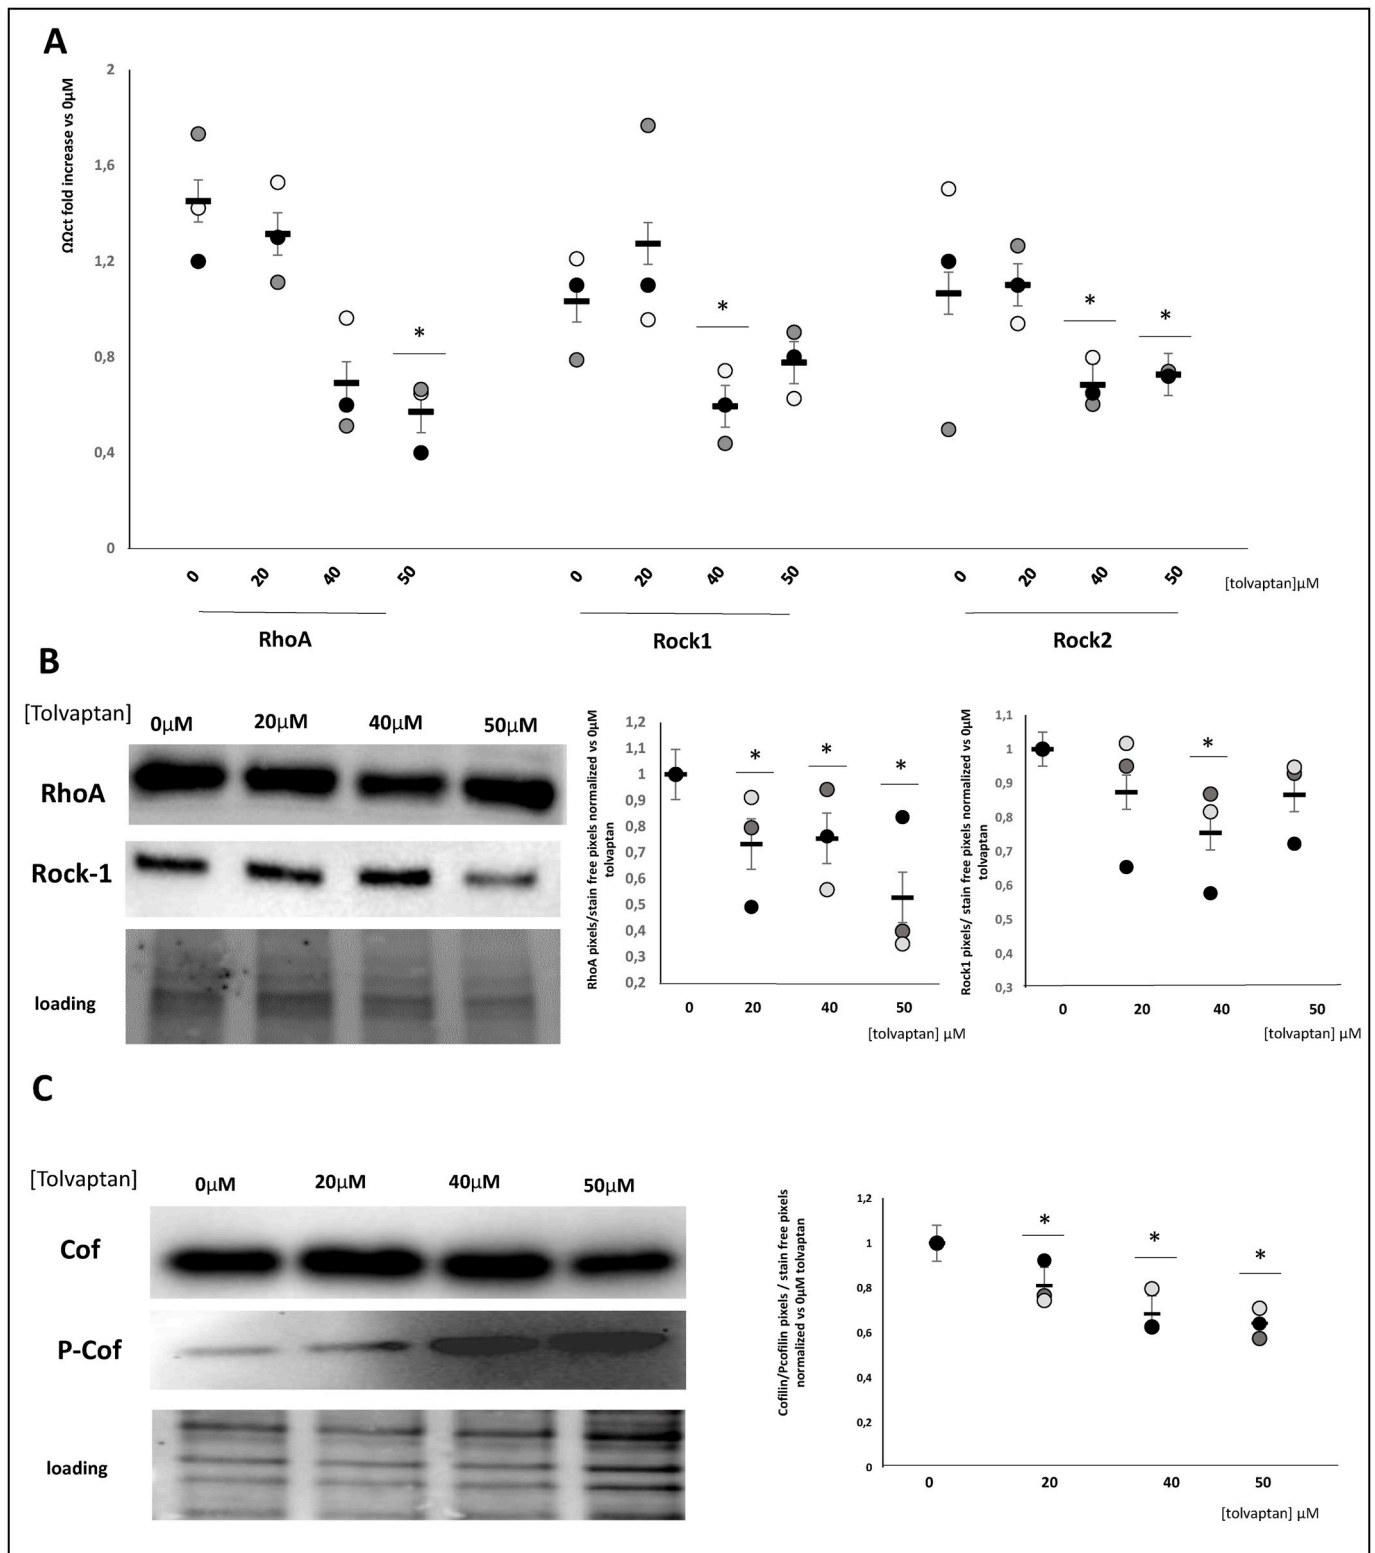 A
ΩΩct fold increase vs 0μM
2
1,6
1,2
0,8
0,4
0
*
*
*
*
0 20 40 50 0 20 40 50 0 20 40 50 [tolvaptan]μM
RhoA Rock1 Rock2
B
[Tolvaptan] 0μM 20μM 40μM 50μM
RhoA
Rock-1
loading
RhoA pixels/stain free pixels normalized vs 0μM
tolvaptan
1,2
1,1
1
0,9
0,8
0,7
0,6
0,5
0,4
0,3
0,2
* * *
0 20 40 50
[tolvaptan] μM
Rock1 pixels/ stain free pixels normalized vs 0μM
tolvaptan
1,1
1
0,9
0,8
0,7
0,6
0,5
0,4
0,3
*
0 20 40 50
[tolvaptan] μM
C
[Tolvaptan] 0μM 20μM 40μM 50μM
Cof
P-Cof
loading
Cofilin/Pcofilin pixels / stain free pixels
normalized vs 0μM tolvaptan
1,2
1
0,8
0,6
0,4
0,2
0
* * *
0 20 40 50
[tolvaptan] μM